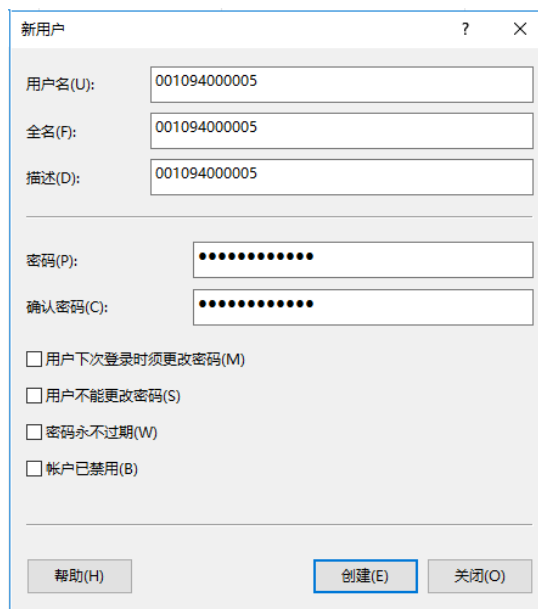 新用户
?
用户名(U): 001094000005
全名(F): 001094000005
描述(D): 001094000005
密码(P): ●●●●●●●●●●●●
确认密码(C): ●●●●●●●●●●●●
用户下次登录时须更改密码(M)
用户不能更改密码(S)
密码永不过期(W)
帐户已禁用(B)
帮助(H) 创建(E) 关闭(O)